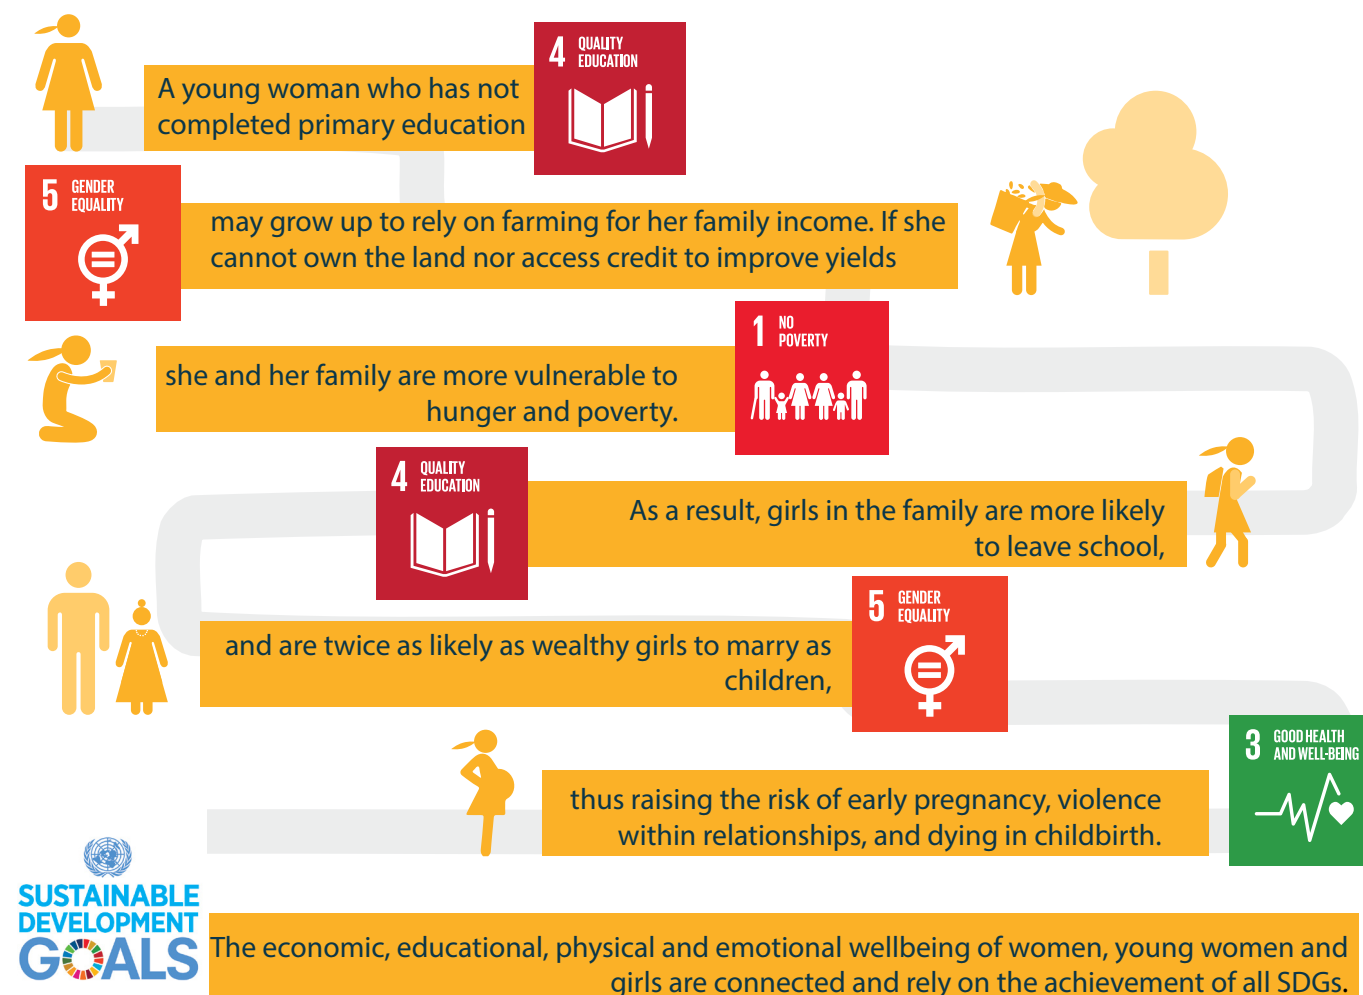 4 QUALITY
EDUCATION
A young woman who has not
completed primary education
5 GENDER
EQUALITY
may grow up to rely on farming for her family income. If she
cannot own the land nor access credit to improve yields
1 NO
POVERTY
she and her family are more vulnerable to
hunger and poverty.
4 QUALITY
EDUCATION
As a result, girls in the family are more likely
to leave school,
5 GENDER
EQUALITY
and are twice as likely as wealthy girls to marry as
children,
3 GOOD HEALTH
AND WELL-BEING
thus raising the risk of early pregnancy, violence
within relationships, and dying in childbirth.
SUSTAINABLE
DEVELOPMENT
GOALS
The economic, educational, physical and emotional wellbeing of women, young women and
girls are connected and rely on the achievement of all SDGs.